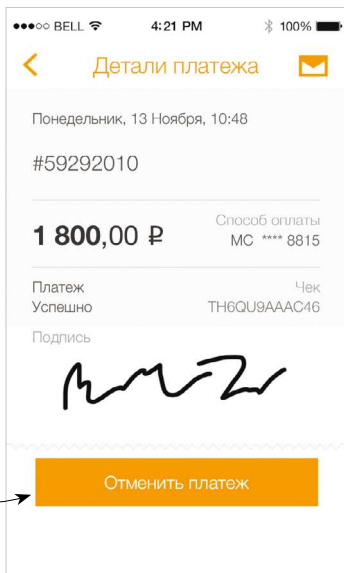 BELL 4:21 PM 100%
Детали платежа
Понедельник, 13 Ноября, 10:48
#59292010
Способ оплаты
1 800,00 ₽ MC **** 8815
Платеж Чек
Успешно TH6QU9AAAC46
Подпись
Отменить платеж